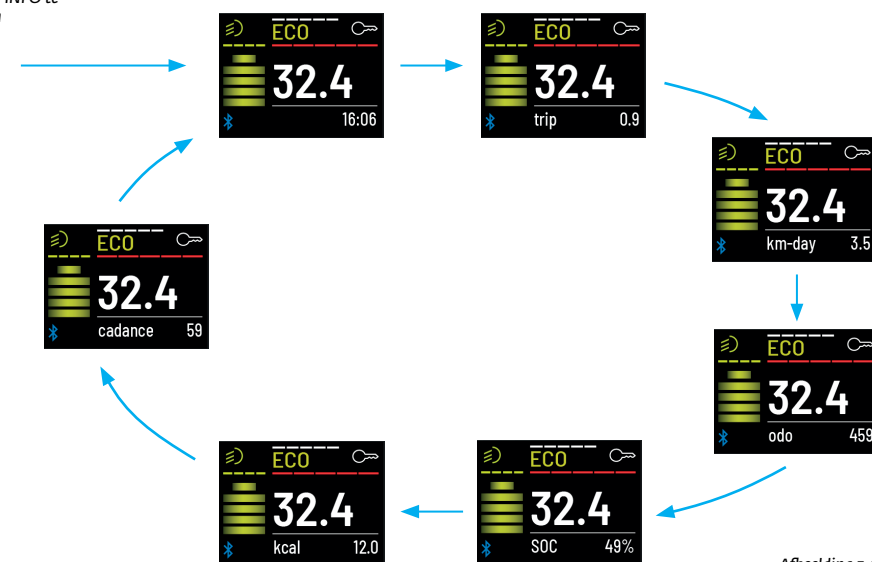 INFO te
ECO
32.4
16:06
ECO
32.4
trip 0.9
ECO
32.4
km-day 3.5
ECO
32.4
odo 459
ECO
32.4
SOC 49%
ECO
32.4
kcal 12.0
ECO
32.4
cadance 59